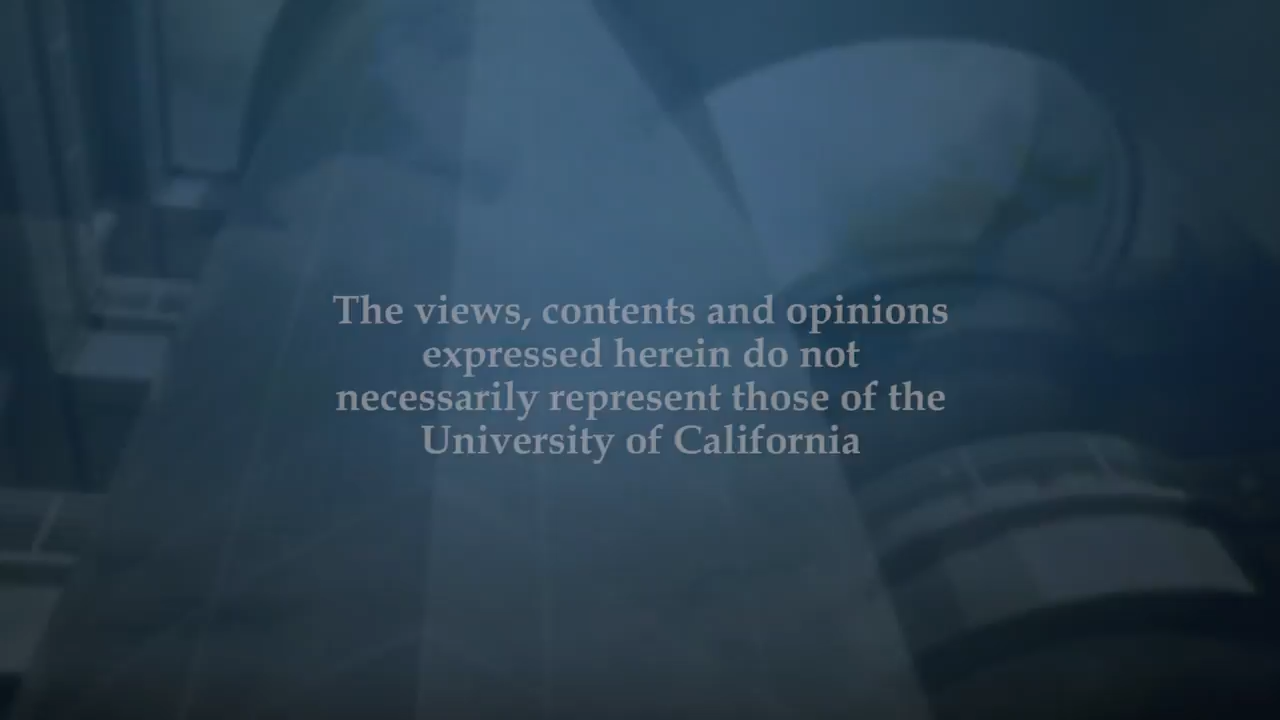 The views, contents and opinions
expressed herein do not
necessarily represent those of the
University of California